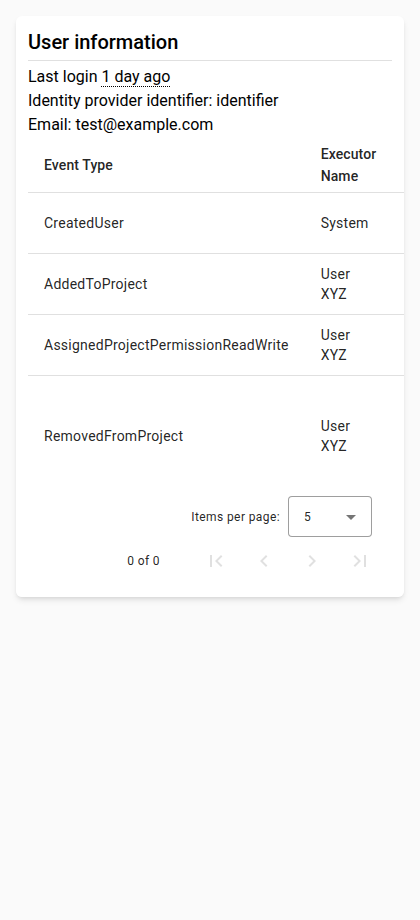 User information
Last login 1 day ago
Identity provider identifier: identifier
Email: test@example.com
Event Type
Executor
Name
CreatedUser
System
AddedToProject
User
XYZ
AssignedProjectPermissionReadWrite
User
XYZ
RemovedFromProject
User
XYZ
Items per page: 5
0 of 0